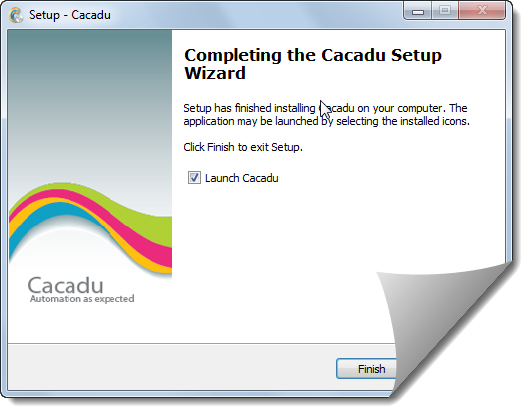 Setup - Cacadu
Completing the Cacadu Setup
Wizard
Setup has finished installing Cacadu on your computer. The
application may be launched by selecting the installed icons.
Click Finish to exit Setup.
Launch Cacadu
Cacadu
Automation as expected
Finish